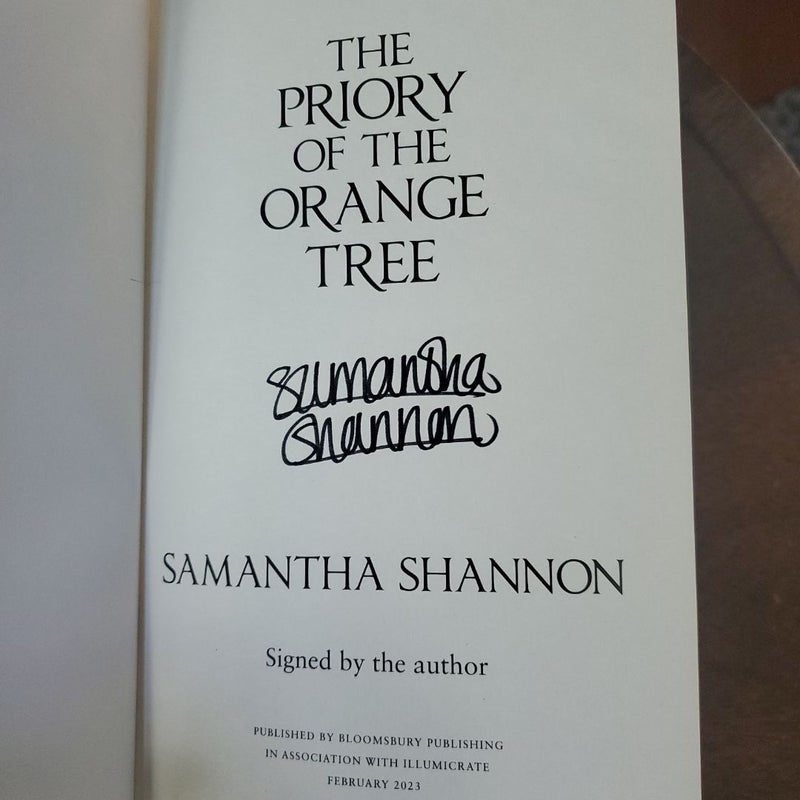 THE
PRIORY
OF THE
ORANGE
TREE
samantha
shannon
SAMANTHA SHANNON
Signed by the author
PUBLISHED BY BLOOMSBURY PUBLISHING
IN ASSOCIATION WITH ILLUMICRATE
FEBRUARY 2023